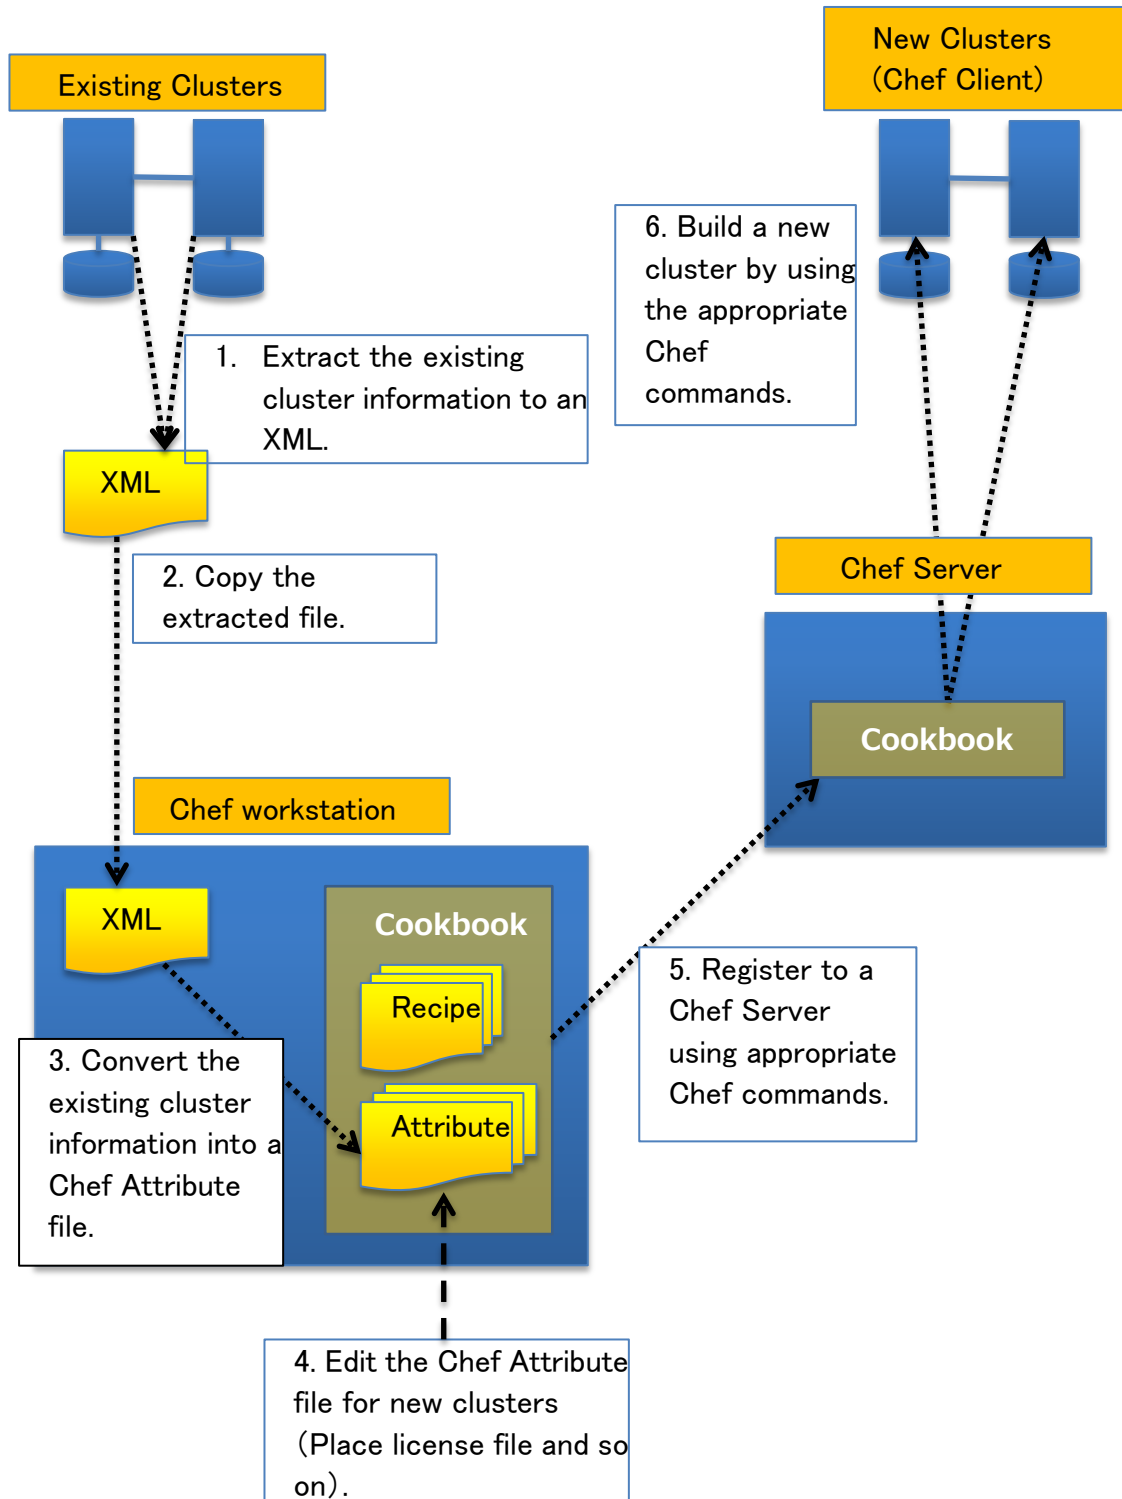 Existing Clusters
New Clusters
(Chef Client)
1. Extract the existing
cluster information to an
XML.
6. Build a new
cluster by using
the appropriate
Chef
commands.
XML
2. Copy the
extracted file.
Chef Server
Cookbook
Chef workstation
XML
Cookbook
Recipe
Attribute
3. Convert the
existing cluster
information into a
Chef Attribute
file.
5. Register to a
Chef Server
using appropriate
Chef commands.
4. Edit the Chef Attribute
file for new clusters
(Place license file and so
on).